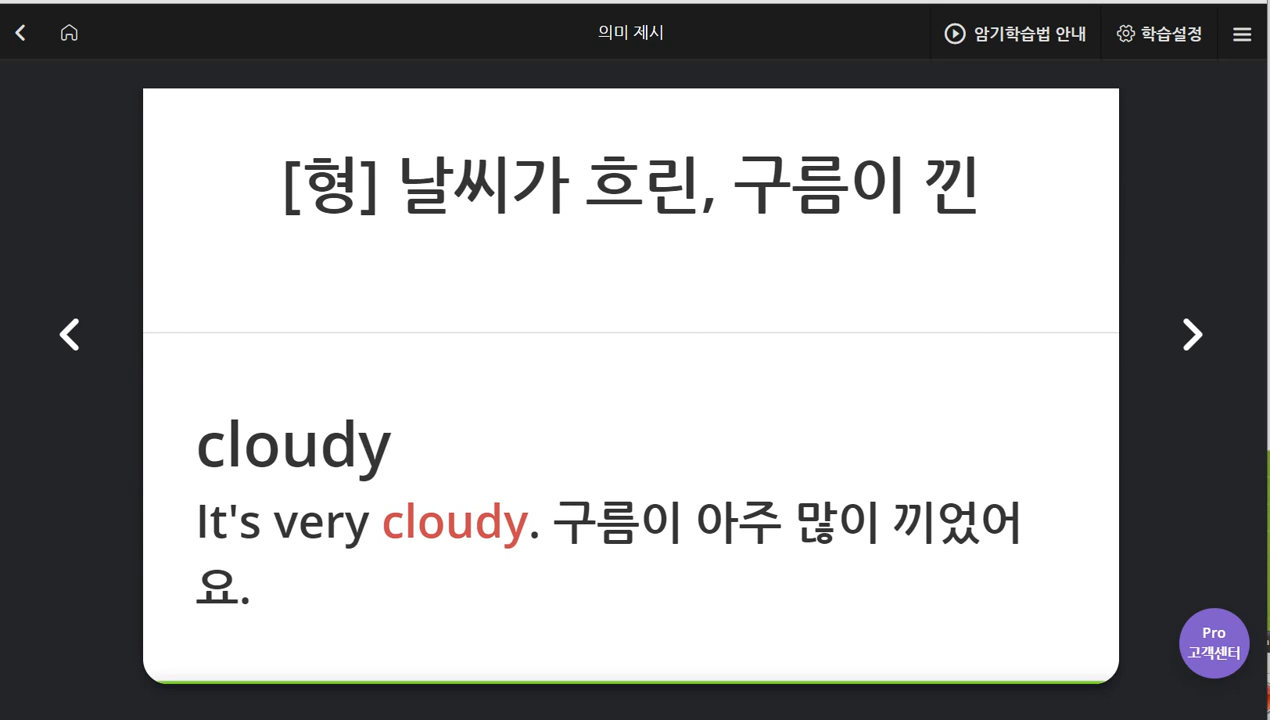 의미 제시
암기학습법 안내
학습설정
[형] 날씨가 흐린, 구름이 낀
cloudy
It's very cloudy. 구름이 아주 많이 끼었어
요.
Pro
고객센터